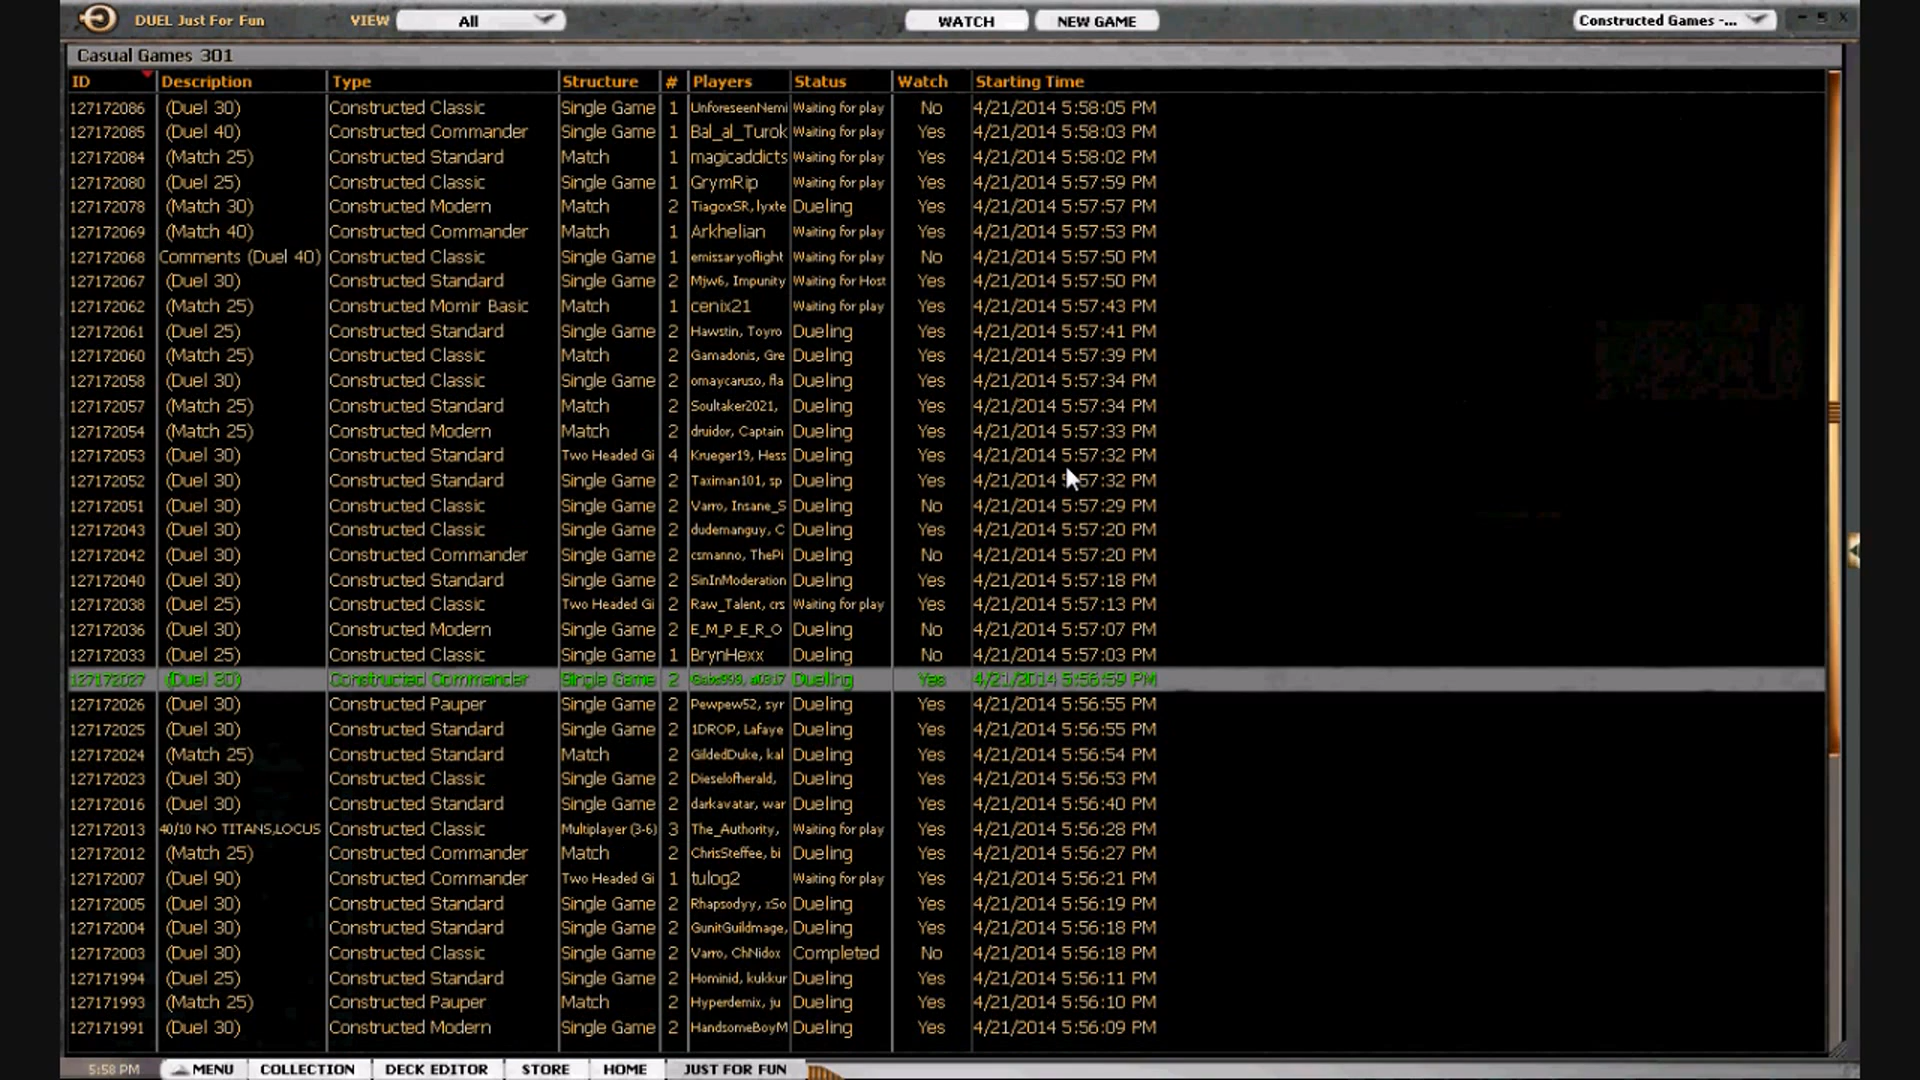 DUEL Just For Fun VIEW All WATCH NEW GAME Constructed Games -...
Casual Games 301
ID Description Type Structure # Players Status Watch Starting Time
127172086 (Duel 30) Constructed Classic Single Game 1 UnforeseenNemi Waiting for play No 4/21/2014 5:58:05 PM
127172085 (Duel 40) Constructed Commander Single Game 1 Bal_al_Turok Waiting for play Yes 4/21/2014 5:58:03 PM
127172084 (Match 25) Constructed Standard Match 1 magicaddicts Waiting for play Yes 4/21/2014 5:58:02 PM
127172080 (Duel 25) Constructed Classic Single Game 1 GrymRip Waiting for play Yes 4/21/2014 5:57:59 PM
127172078 (Match 30) Constructed Modern Match 2 TiagoxSR, lyxte Dueling Yes 4/21/2014 5:57:57 PM
127172069 (Match 40) Constructed Commander Match 1 Arkhelian Waiting for play Yes 4/21/2014 5:57:53 PM
127172068 Comments (Duel 40) Constructed Classic Single Game 1 emissaryoflight Waiting for play No 4/21/2014 5:57:50 PM
127172067 (Duel 30) Constructed Standard Single Game 2 Mjw6, Impunity Waiting for Host Yes 4/21/2014 5:57:50 PM
127172062 (Match 25) Constructed Momir Basic Match 1 cenix21 Waiting for play Yes 4/21/2014 5:57:43 PM
127172061 (Duel 25) Constructed Standard Single Game 2 Hawstin, Toyro Dueling Yes 4/21/2014 5:57:41 PM
127172060 (Match 25) Constructed Classic Match 2 Gamadonis, Gre Dueling Yes 4/21/2014 5:57:39 PM
127172058 (Duel 30) Constructed Classic Single Game 2 omaycaruso, fla Dueling Yes 4/21/2014 5:57:34 PM
127172057 (Match 25) Constructed Standard Match 2 Soultaker2021, Dueling Yes 4/21/2014 5:57:34 PM
127172054 (Match 25) Constructed Modern Match 2 druidor, Captain Dueling Yes 4/21/2014 5:57:33 PM
127172053 (Duel 30) Constructed Standard Two Headed Gi 4 Krueger19, Hess Dueling Yes 4/21/2014 5:57:32 PM
127172052 (Duel 30) Constructed Standard Single Game 2 Taximan101, sp Dueling Yes 4/21/2014 5:57:32 PM
127172051 (Duel 30) Constructed Classic Single Game 2 Varro, Insane_S Dueling No 4/21/2014 5:57:29 PM
127172043 (Duel 30) Constructed Classic Single Game 2 dudemanguy, C Dueling Yes 4/21/2014 5:57:20 PM
127172042 (Duel 30) Constructed Commander Single Game 2 csmanno, ThePi Dueling No 4/21/2014 5:57:20 PM
127172040 (Duel 30) Constructed Standard Single Game 2 SinInModeration Dueling Yes 4/21/2014 5:57:18 PM
127172038 (Duel 25) Constructed Classic Two Headed Gi 2 Raw_Talent, crs Waiting for play Yes 4/21/2014 5:57:13 PM
127172036 (Duel 30) Constructed Modern Single Game 2 E_M_P_E_R_O Dueling No 4/21/2014 5:57:07 PM
127172033 (Duel 25) Constructed Classic Single Game 1 BrynHexx Dueling No 4/21/2014 5:57:03 PM
127172027 (Duel 30) Constructed Commander Single Game 2 Dueling Yes 4/21/2014 5:56:59 PM
127172026 (Duel 30) Constructed Pauper Single Game 2 Pewpew52, syr Dueling Yes 4/21/2014 5:56:55 PM
127172025 (Duel 30) Constructed Standard Single Game 2 1DROP, Lafaye Dueling Yes 4/21/2014 5:56:55 PM
127172024 (Match 25) Constructed Standard Match 2 GildedDuke, kal Dueling Yes 4/21/2014 5:56:54 PM
127172023 (Duel 30) Constructed Classic Single Game 2 Dieselofherald, Dueling Yes 4/21/2014 5:56:53 PM
127172016 (Duel 30) Constructed Standard Single Game 2 darkavatar, war Dueling Yes 4/21/2014 5:56:40 PM
127172013 40/10 NO TITANS,LOCUS Constructed Classic Multiplayer (3-6) 3 The_Authority, Waiting for play Yes 4/21/2014 5:56:28 PM
127172012 (Match 25) Constructed Commander Match 2 ChrisSteffee, bi Dueling Yes 4/21/2014 5:56:27 PM
127172007 (Duel 90) Constructed Commander Two Headed Gi 1 tulog2 Waiting for play Yes 4/21/2014 5:56:21 PM
127172005 (Duel 30) Constructed Standard Single Game 2 Rhapsodyy, xSo Dueling Yes 4/21/2014 5:56:19 PM
127172004 (Duel 30) Constructed Standard Single Game 2 GunitGuildmage, Dueling Yes 4/21/2014 5:56:18 PM
127172003 (Duel 30) Constructed Classic Single Game 2 Varro, ChNidox Completed No 4/21/2014 5:56:18 PM
127171994 (Duel 25) Constructed Standard Single Game 2 Hominid, kukkur Dueling Yes 4/21/2014 5:56:11 PM
127171993 (Match 25) Constructed Pauper Match 2 Hyperdemix, ju Dueling Yes 4/21/2014 5:56:10 PM
127171991 (Duel 30) Constructed Modern Single Game 2 HandsomeBoyM Dueling Yes 4/21/2014 5:56:09 PM
5:58 PM MENU COLLECTION DECK EDITOR STORE HOME JUST FOR FUN